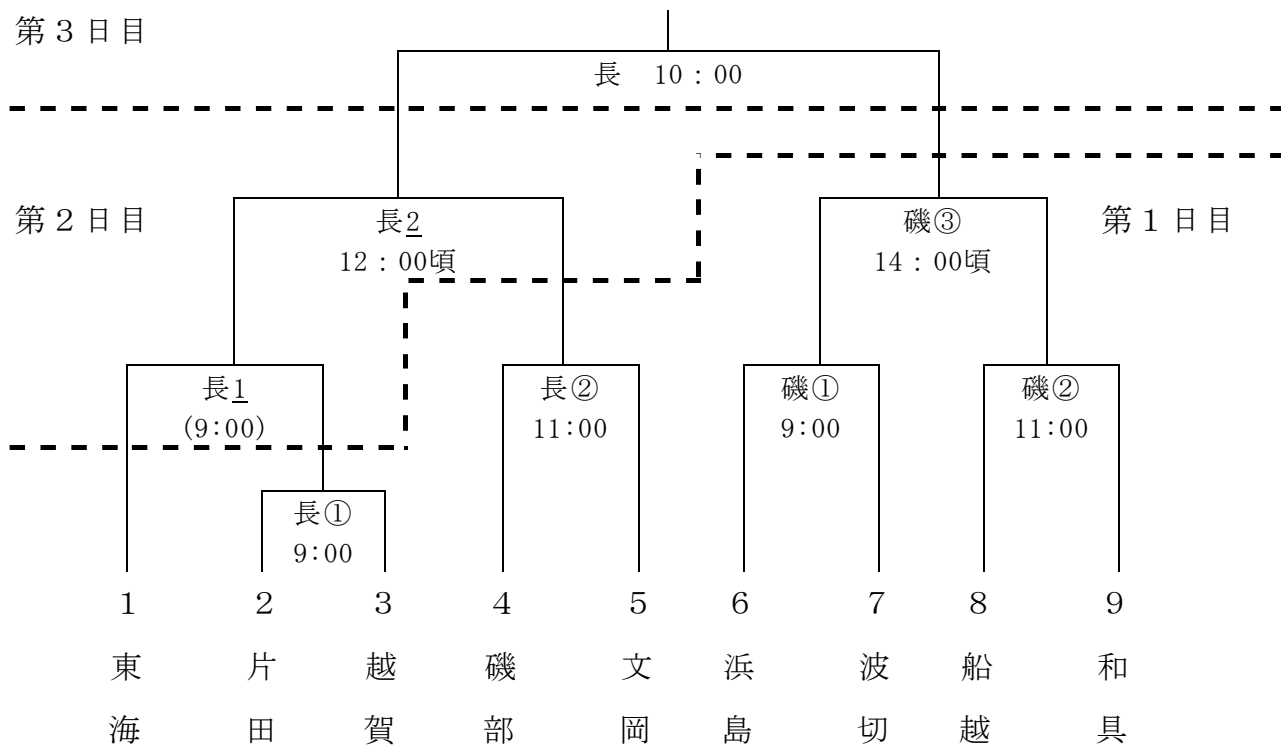 第３日目
長　10：00
第２日目
長2
12：00頃
磯③
14：00頃
第１日目
長1
(9:00)
長②
11:00
磯①
9:00
磯②
11:00
長①
9:00
1 2 3 4 5 6 7 8 9
東海
片田
越賀
磯部
文岡
浜島
波切
船越
和具